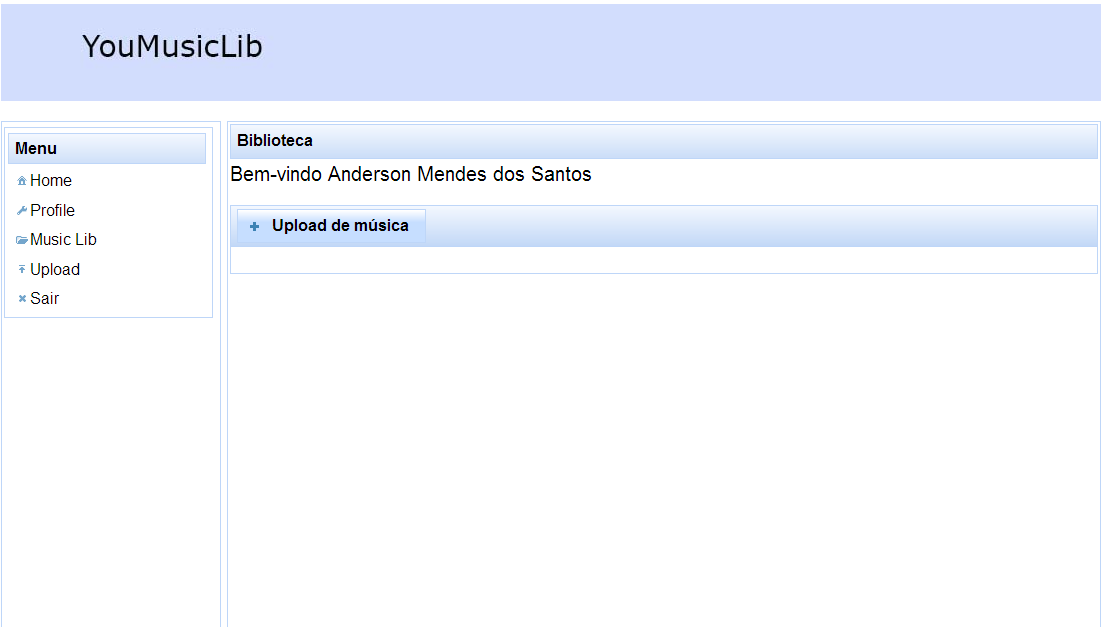 YouMusicLib
Menu
Home
Profile
Music Lib
Upload
Sair
Biblioteca
Bem-vindo Anderson Mendes dos Santos
Upload de música